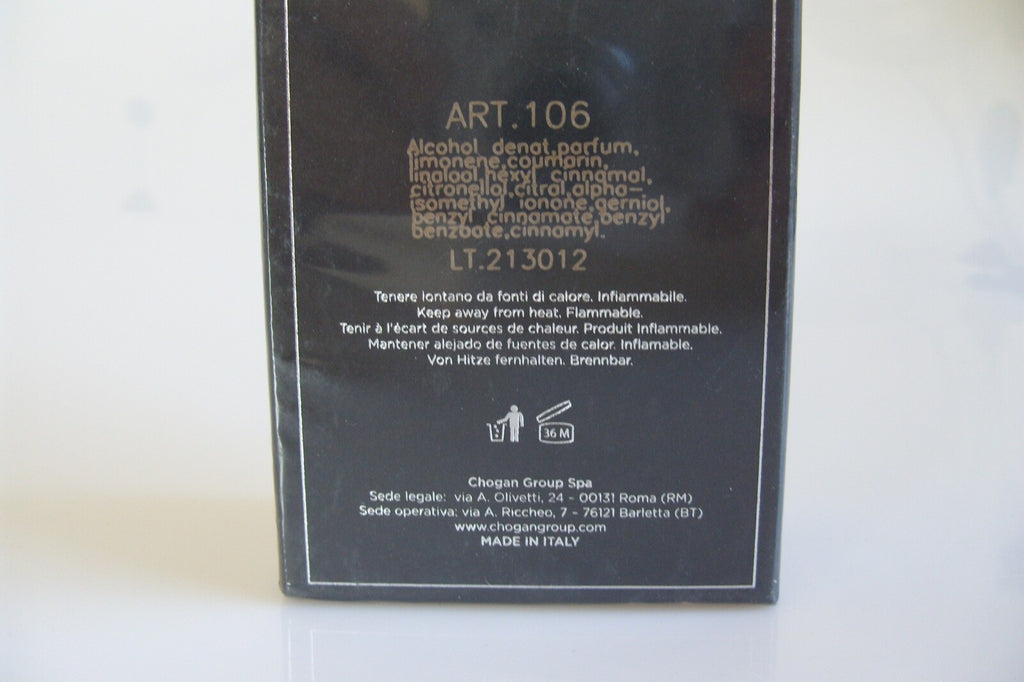 ART.106
Alcohol denat,parfum,
limonene,coumarin,
linalool,hexyl cinnamal,
citronellol,citral,alpha-
isomethyl ionone,gerniol,
benzyl cinnamate,benzyl
benzoate,cinnamyl.
LT.213012
Tenere lontano da fonti di calore. Infiammabile.
Keep away from heat. Flammable.
Tenir à l'écart de sources de chaleur. Produit Inflammable.
Mantener alejado de fuentes de calor. Inflamable.
Von Hitze fernhalten. Brennbar.
36 M
Chogan Group Spa
Sede legale: via A. Olivetti, 24 - 00131 Roma (RM)
Sede operativa: via A. Riccheo, 7 - 76121 Barletta (BT)
www.chogangroup.com
MADE IN ITALY